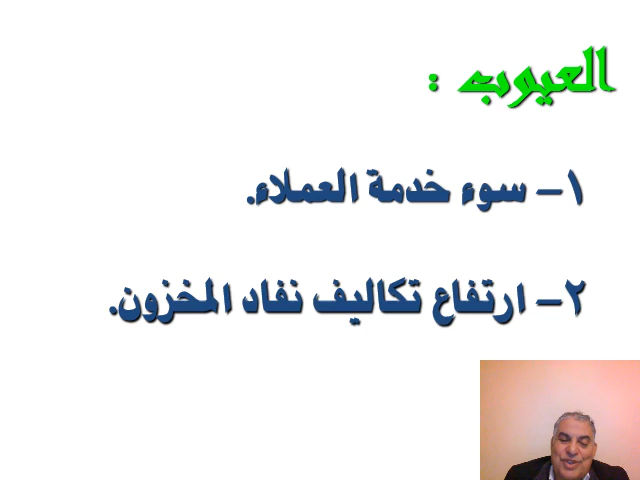 العيوب :
١– سوء خدمة العملاء.
٢– ارتفاع تكاليف نفاد المخزون.